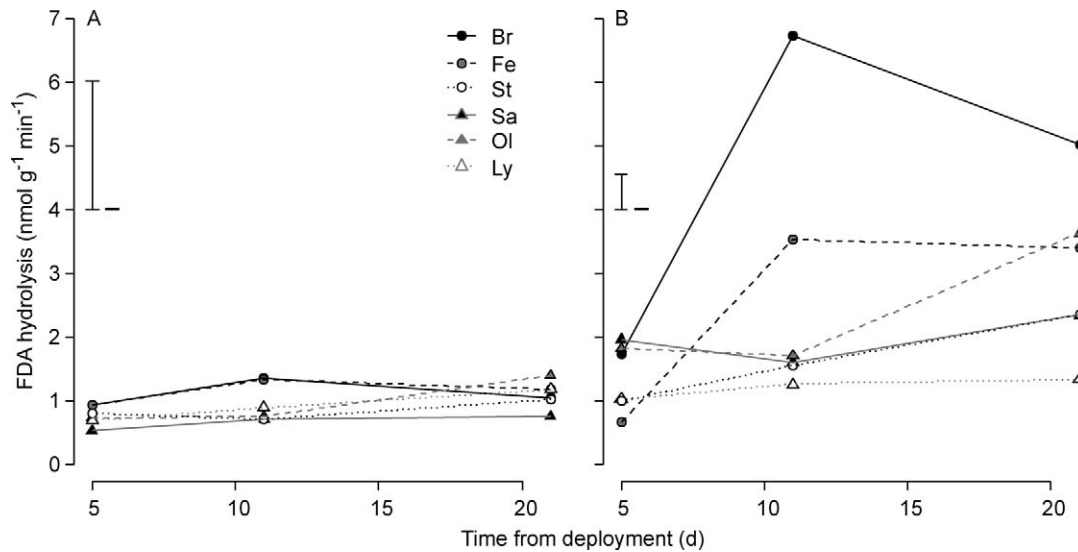 A
B
7
6
5
4
3
2
1
0
FDA hydrolysis (nmol g⁻¹ min⁻¹)
Br
Fe
St
Sa
Ol
Ly
5 10 15 20
5 10 15 20
Time from deployment (d)